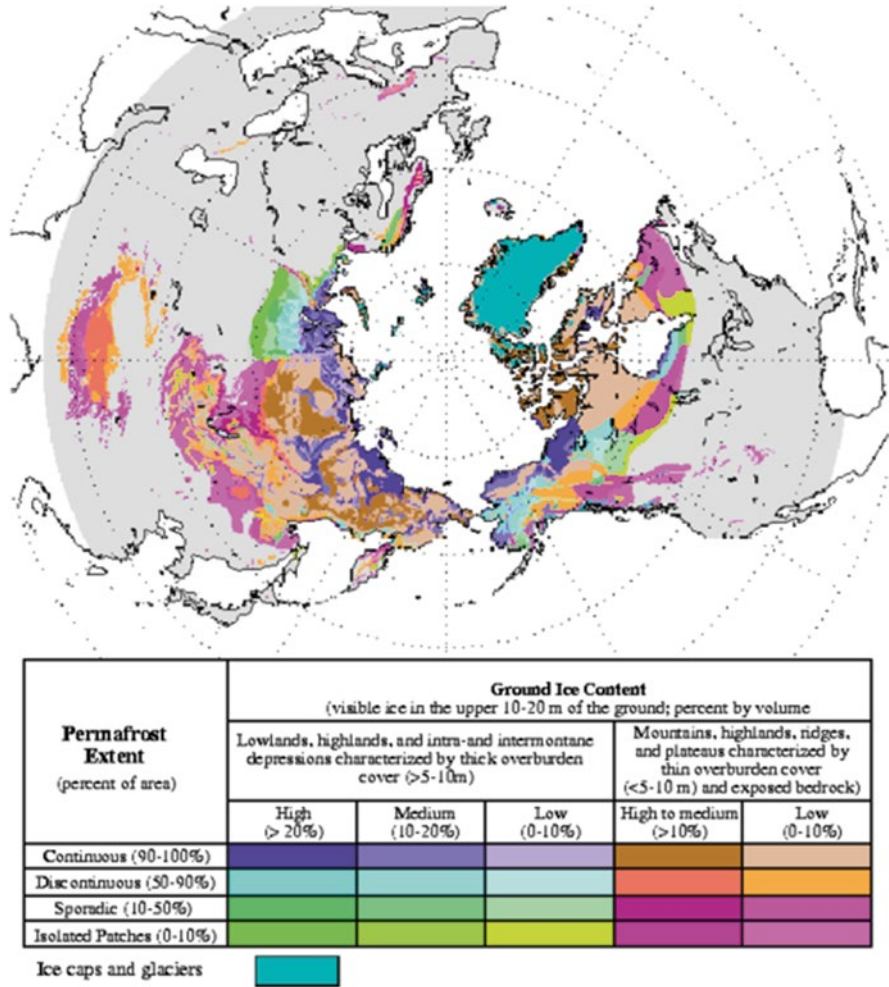 Permafrost
Extent
(percent of area)
Ground Ice Content
(visible ice in the upper 10-20 m of the ground; percent by volume
Lowlands, highlands, and intra-and intermontane
depressions characterized by thick overburden
cover (>5-10m)
Mountains, highlands, ridges,
and plateaus characterized by
thin overburden cover
(<5-10 m) and exposed bedrock)
High
(> 20%)
Medium
(10-20%)
Low
(0-10%)
High to medium
(>10%)
Low
(0-10%)
Continuous (90-100%)
Discontinuous (50-90%)
Sporadic (10-50%)
Isolated Patches (0-10%)
Ice caps and glaciers